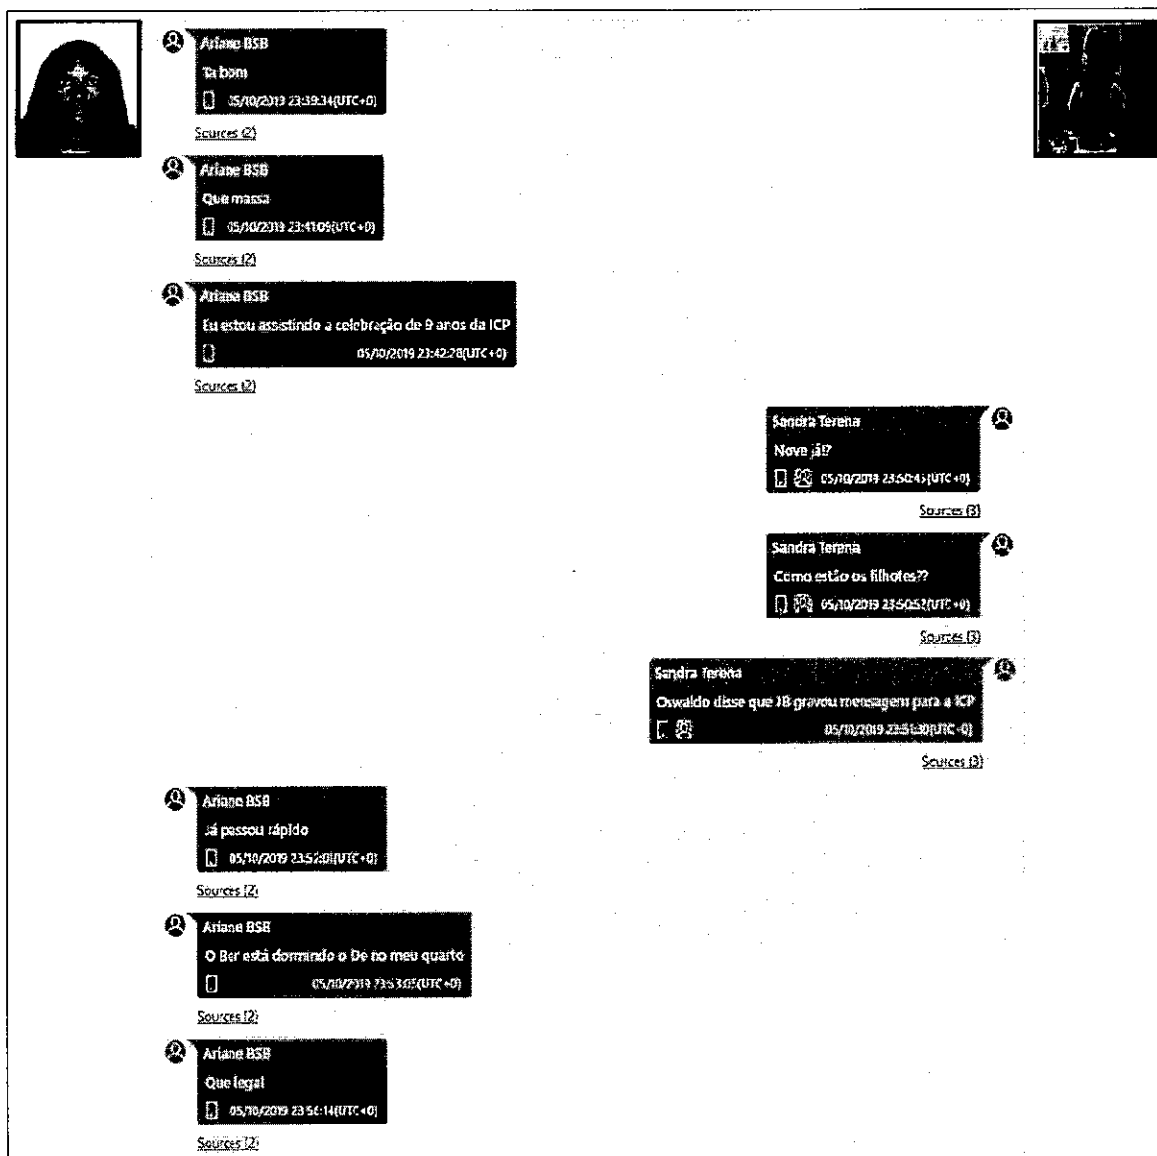 Ariane BSB
Ta bom
05/10/2019 23:39:34(UTC+0)
Sources (2)
Ariane BSB
Que massa
05/10/2019 23:41:09(UTC+0)
Sources (2)
Ariane BSB
Eu estou assistindo a celebração de 9 anos da ICP
05/10/2019 23:42:28(UTC+0)
Sources (2)
Sandra Terena
Nove já!?
05/10/2019 23:50:45(UTC+0)
Sources (3)
Sandra Terena
Como estão os filhotes??
05/10/2019 23:50:52(UTC+0)
Sources (3)
Sandra Terena
Oswaldo disse que JB gravou mensagem para a ICP
05/10/2019 23:51:30(UTC+0)
Sources (3)
Ariane BSB
Já passou rápido
05/10/2019 23:52:01(UTC+0)
Sources (2)
Ariane BSB
O Ber está dormindo o De no meu quarto
05/10/2019 23:53:05(UTC+0)
Sources (2)
Ariane BSB
Que legal
05/10/2019 (UTC+0)
Sources (2)